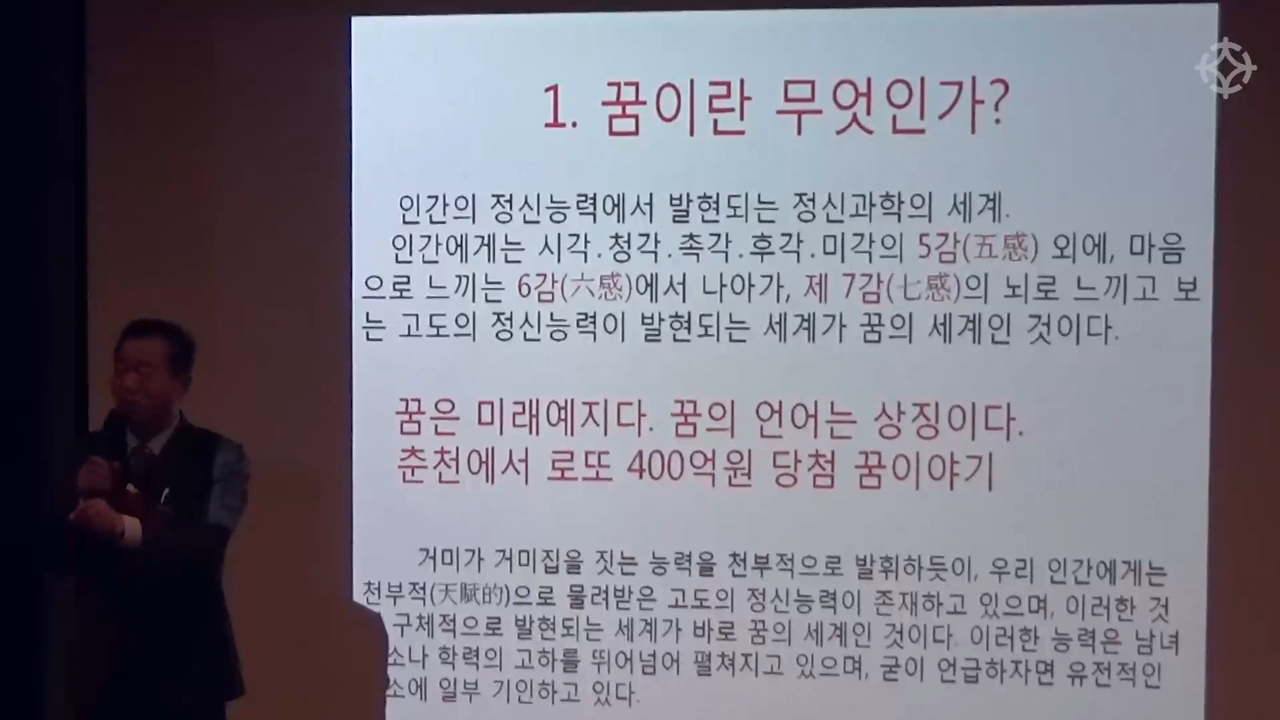 1. 꿈이란 무엇인가?
인간의 정신능력에서 발현되는 정신과학의 세계.
인간에게는 시각.청각.촉각.후각.미각의 5감(五感) 외에, 마음
으로 느끼는 6감(六感)에서 나아가, 제 7감(七感)의 뇌로 느끼고 보
는 고도의 정신능력이 발현되는 세계가 꿈의 세계인 것이다.
꿈은 미래예지다. 꿈의 언어는 상징이다.
춘천에서 로또 400억원 당첨 꿈이야기
거미가 거미집을 짓는 능력을 천부적으로 발휘하듯이, 우리 인간에게는
천부적(天賦的)으로 물려받은 고도의 정신능력이 존재하고 있으며, 이러한 것
구체적으로 발현되는 세계가 바로 꿈의 세계인 것이다. 이러한 능력은 남녀
소나 학력의 고하를 뛰어넘어 펼쳐지고 있으며, 굳이 언급하자면 유전적인
소에 일부 기인하고 있다.